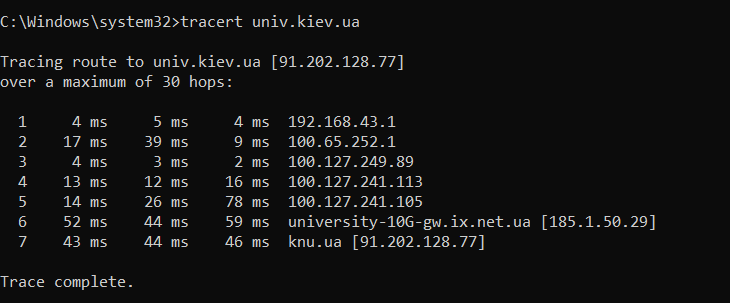 C:\Windows\system32>tracert univ.kiev.ua
Tracing route to univ.kiev.ua [91.202.128.77]
over a maximum of 30 hops:
1 4 ms 5 ms 4 ms 192.168.43.1
2 17 ms 39 ms 9 ms 100.65.252.1
3 4 ms 3 ms 2 ms 100.127.249.89
4 13 ms 12 ms 16 ms 100.127.241.113
5 14 ms 26 ms 78 ms 100.127.241.105
6 52 ms 44 ms 59 ms university-10G-gw.ix.net.ua [185.1.50.29]
7 43 ms 44 ms 46 ms knu.ua [91.202.128.77]
Trace complete.